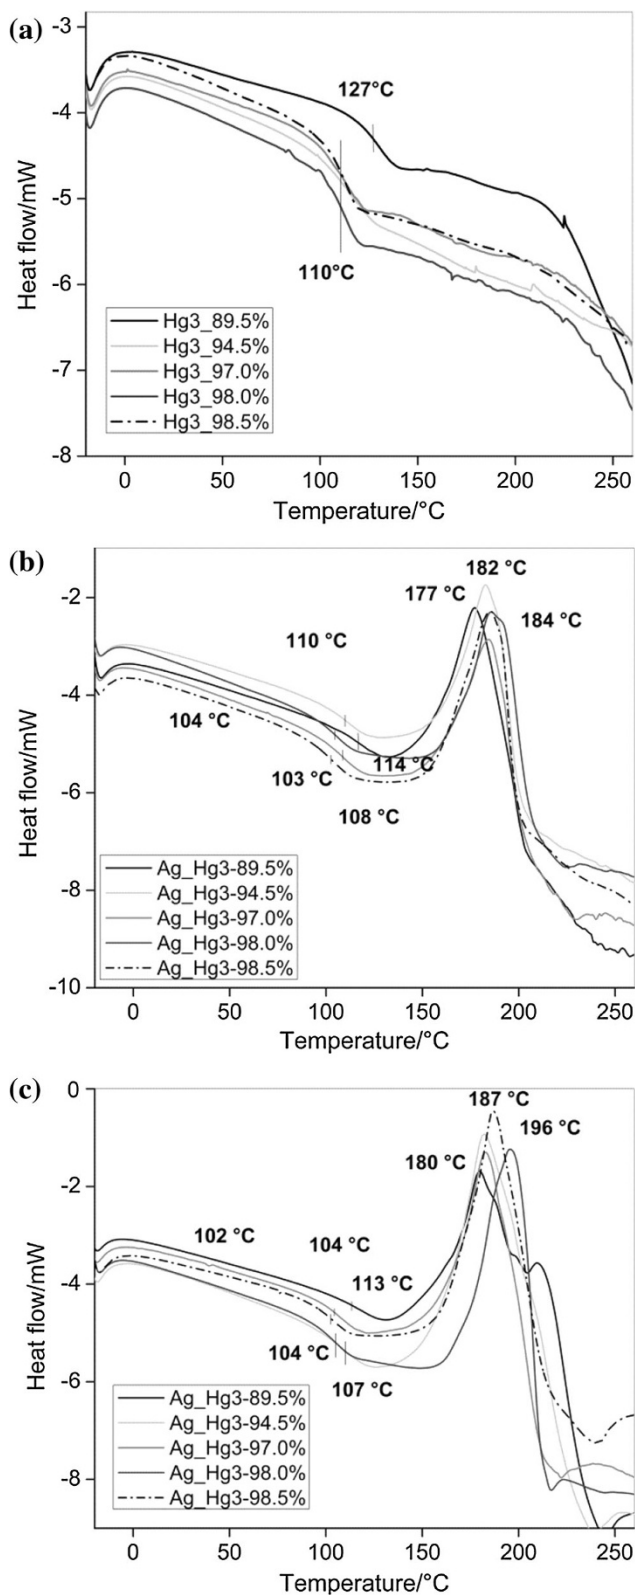 (a)
-3
-4
-5
-6
-7
-8
Heat flow/mW
127°C
110°C
Hg3_89.5%
Hg3_94.5%
Hg3_97.0%
Hg3_98.0%
Hg3_98.5%
0 50 100 150 200 250
Temperature/°C
(b)
-2
-4
-6
-8
-10
Heat flow/mW
182 °C
177 °C
184 °C
110 °C
104 °C
103 °C
114 °C
108 °C
Ag_Hg3-89.5%
Ag_Hg3-94.5%
Ag_Hg3-97.0%
Ag_Hg3-98.0%
Ag_Hg3-98.5%
0 50 100 150 200 250
Temperature/°C
(c)
0
-2
-4
-6
-8
Heat flow/mW
187 °C
196 °C
180 °C
102 °C
104 °C
113 °C
104 °C
107 °C
Ag_Hg3-89.5%
Ag_Hg3-94.5%
Ag_Hg3-97.0%
Ag_Hg3-98.0%
Ag_Hg3-98.5%
0 50 100 150 200 250
Temperature/°C